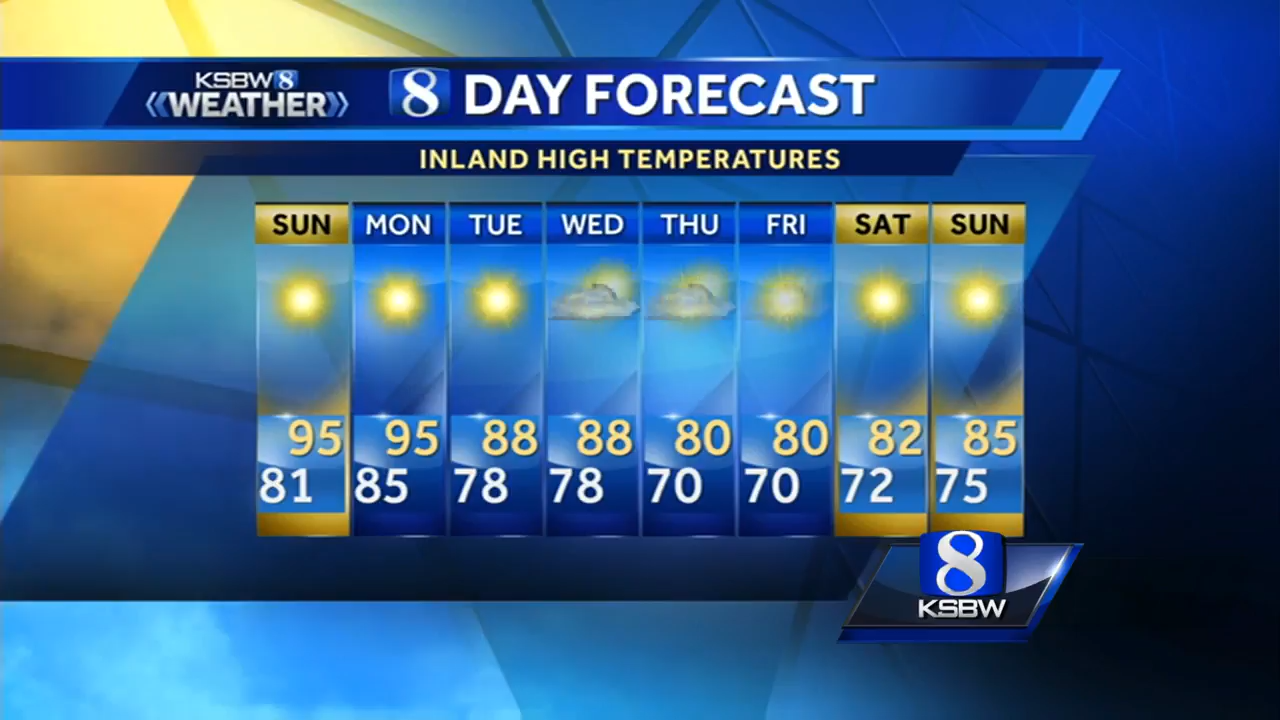 KSBW 8
WEATHER
8 DAY FORECAST
INLAND HIGH TEMPERATURES
SUN MON TUE WED THU FRI SAT SUN
95 95 88 88 80 80 82 85
81 85 78 78 70 70 72 75
8
KSBW